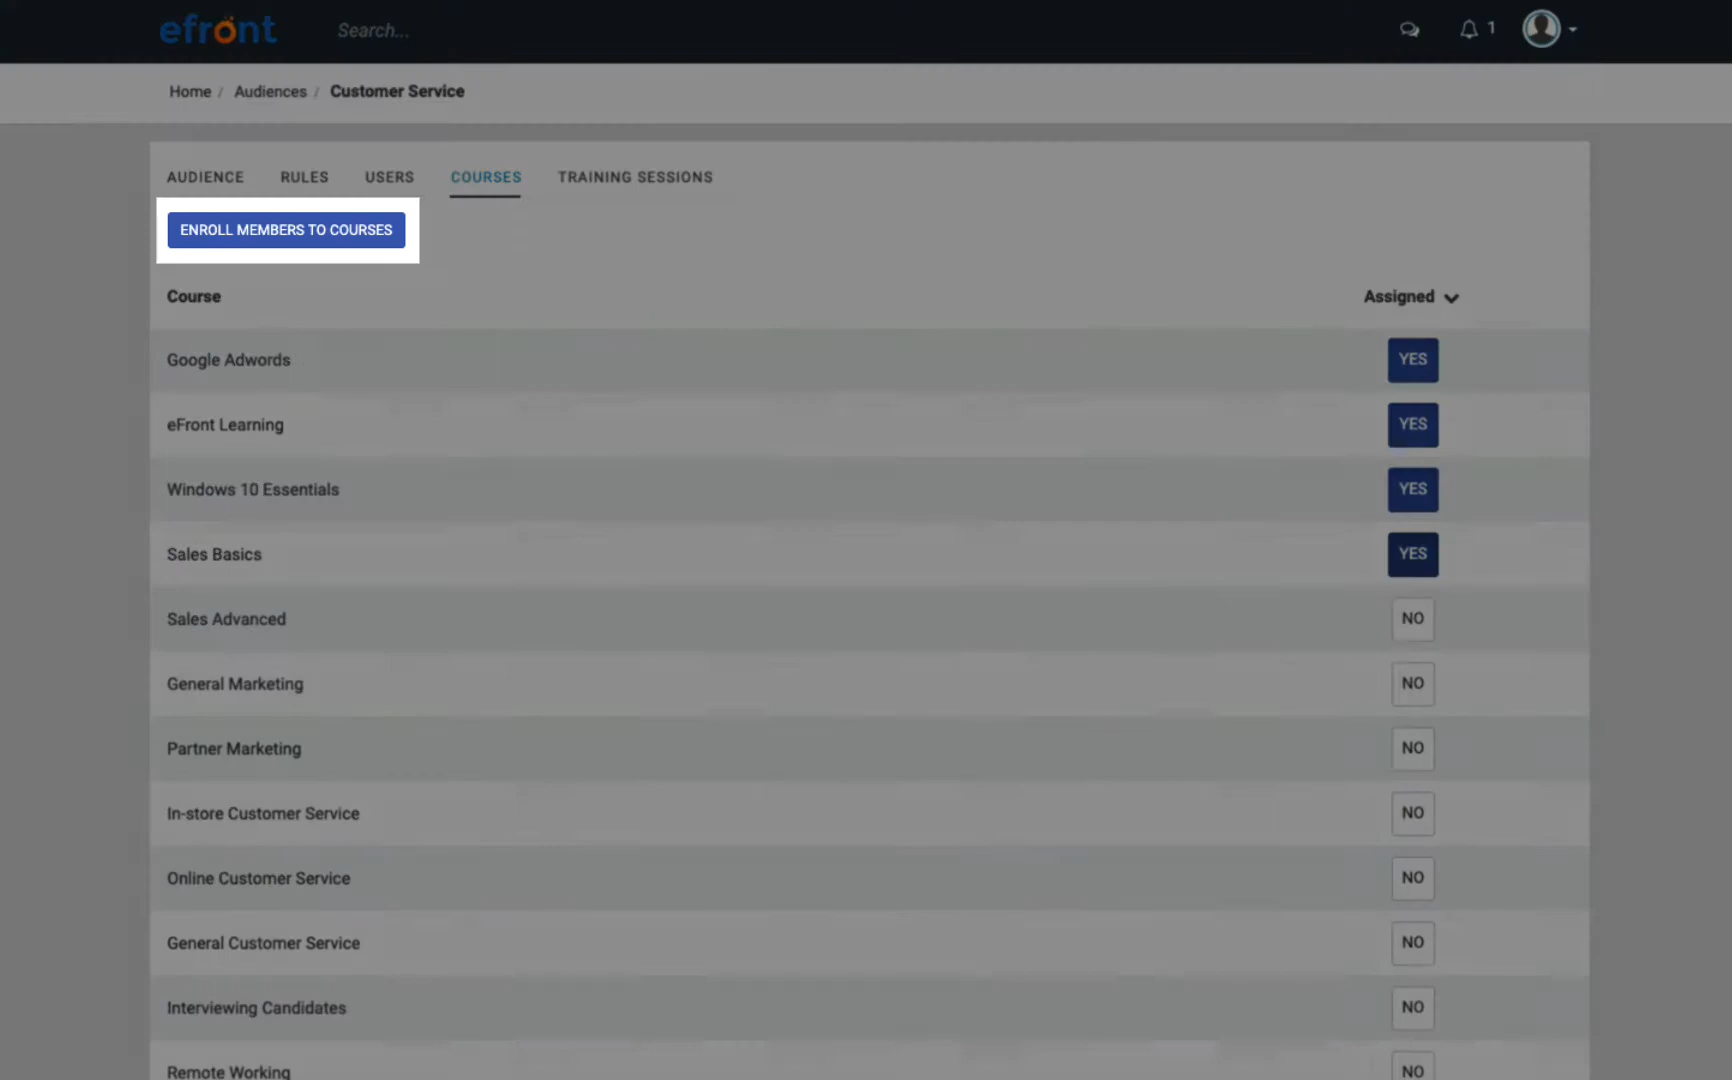 efront Search... 1
Home / Audiences / Customer Service
AUDIENCE RULES USERS COURSES TRAINING SESSIONS
ENROLL MEMBERS TO COURSES
Course Assigned
Google Adwords YES
eFront Learning YES
Windows 10 Essentials YES
Sales Basics YES
Sales Advanced NO
General Marketing NO
Partner Marketing NO
In-store Customer Service NO
Online Customer Service NO
General Customer Service NO
Interviewing Candidates NO
Remote Working NO